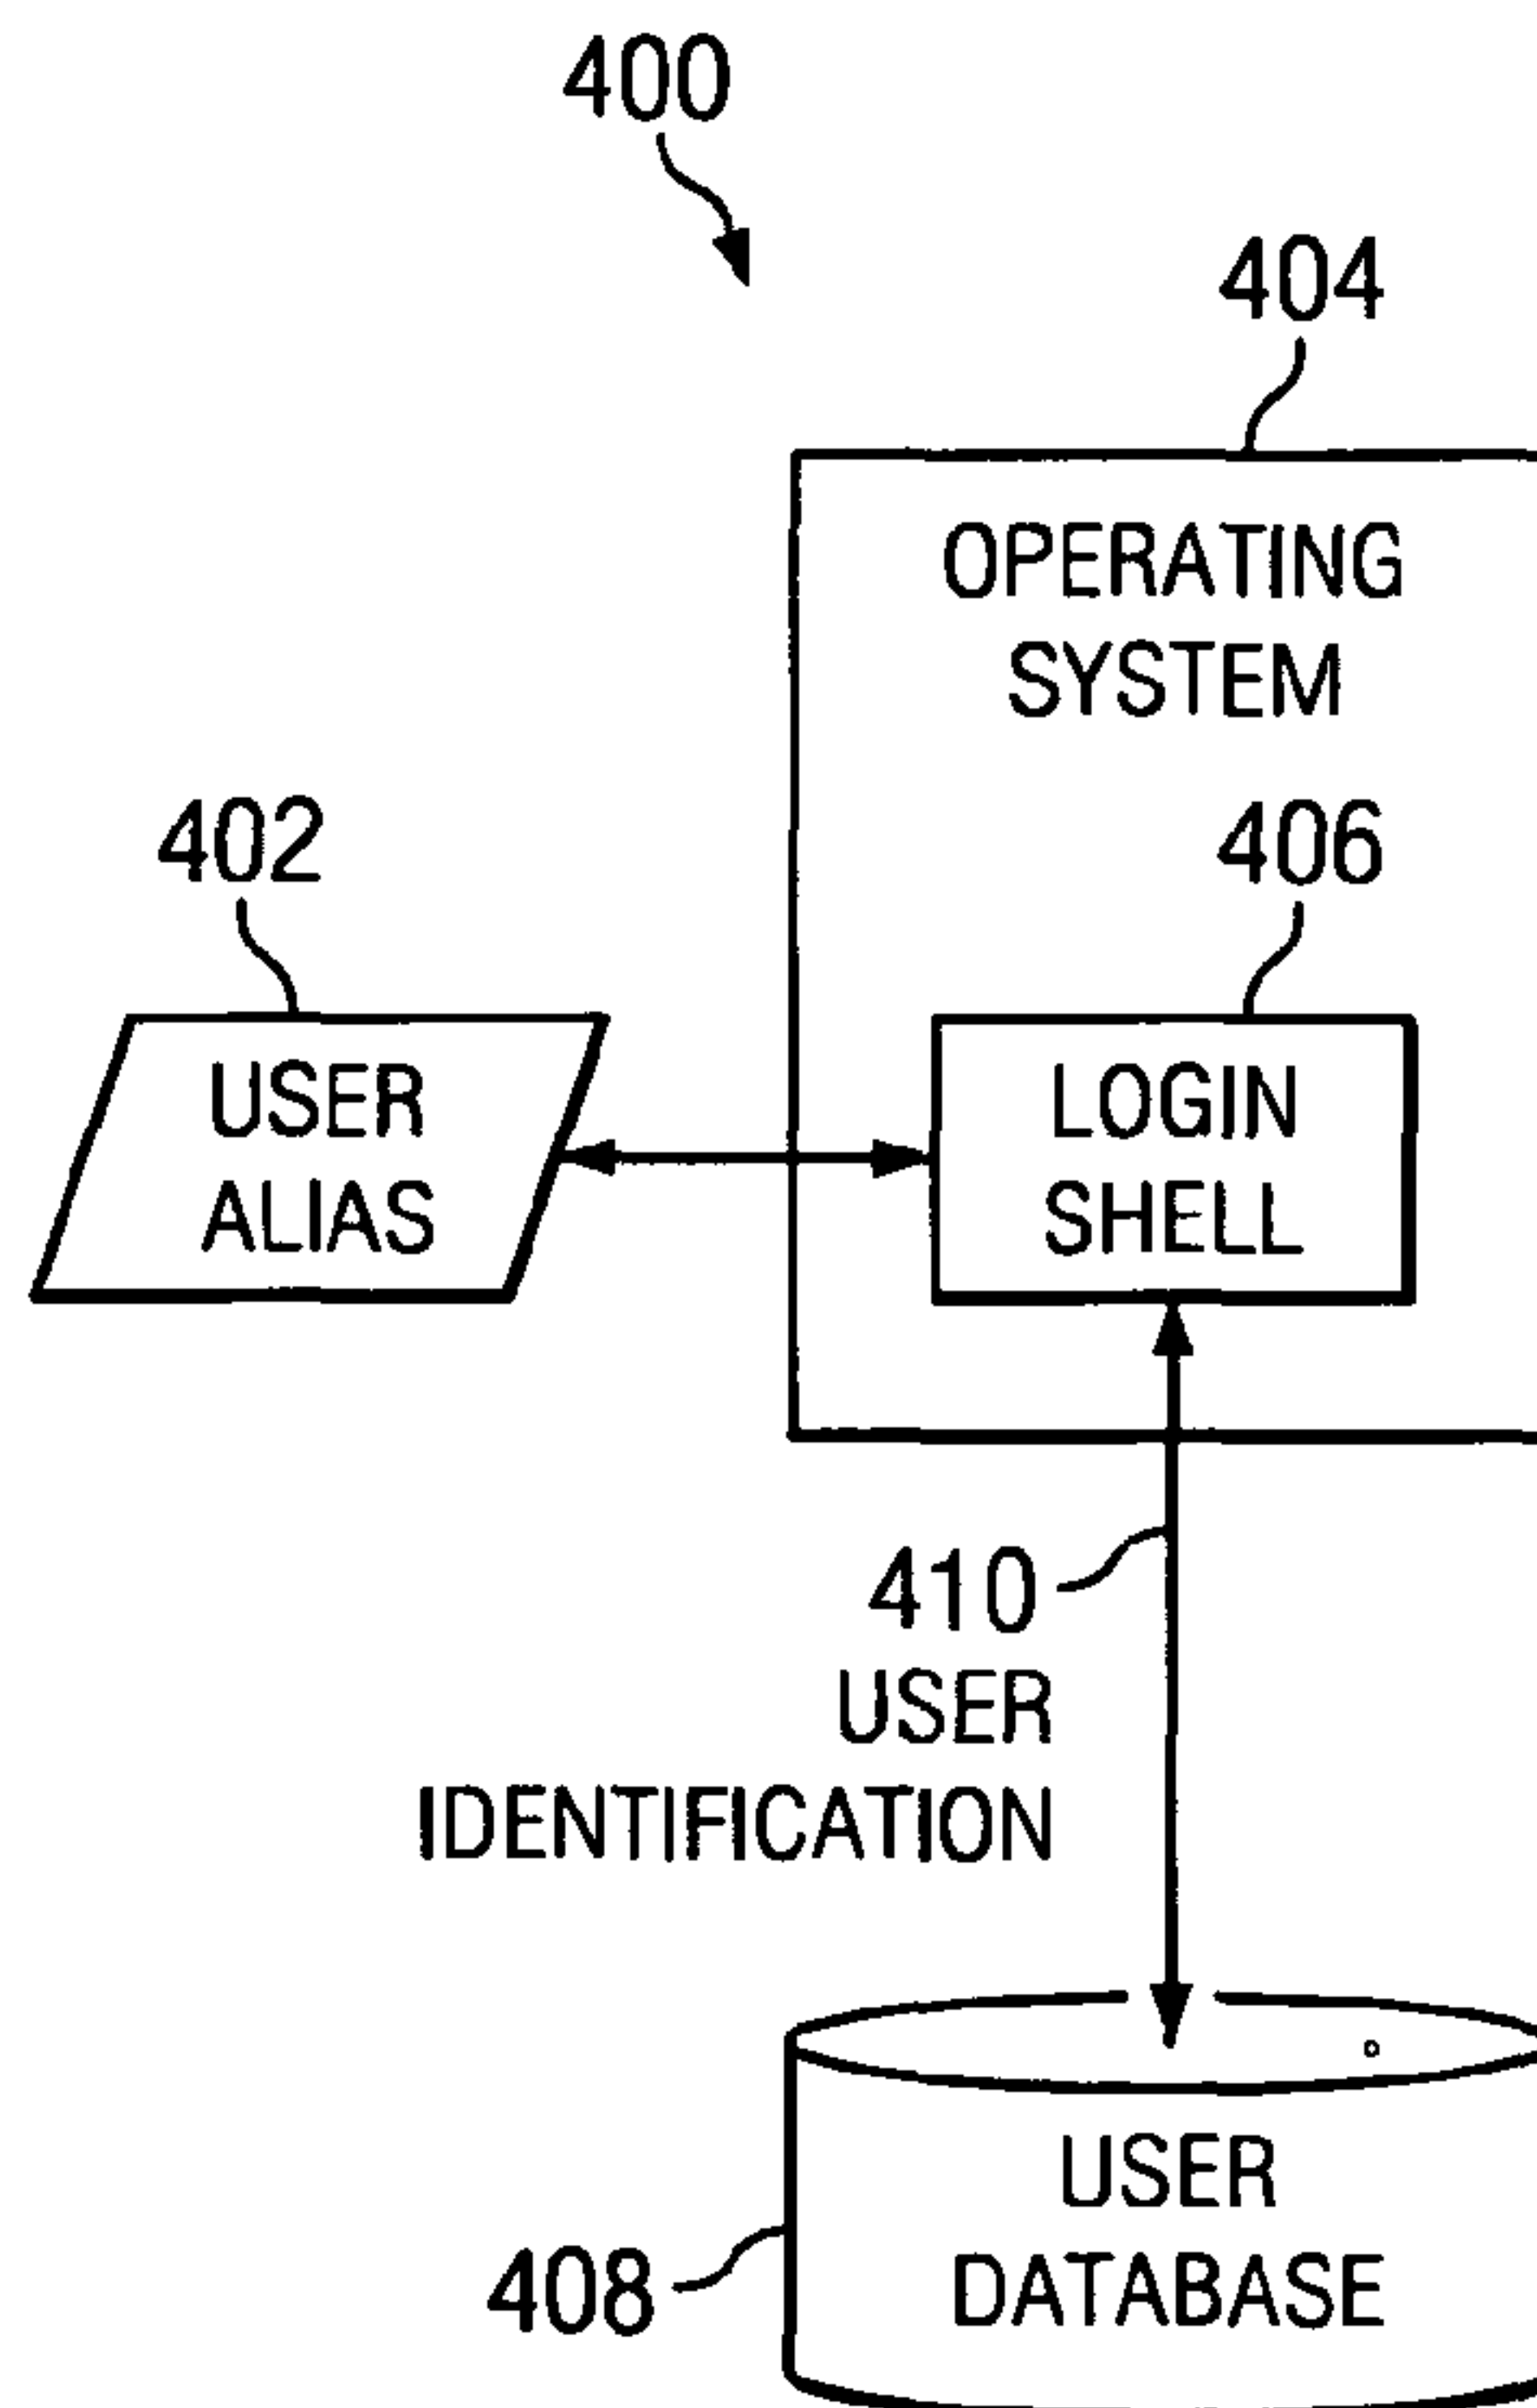 400
404
OPERATING
SYSTEM
402
406
USER
ALIAS
LOGIN
SHELL
410
USER
IDENTIFICATION
USER
DATABASE
408